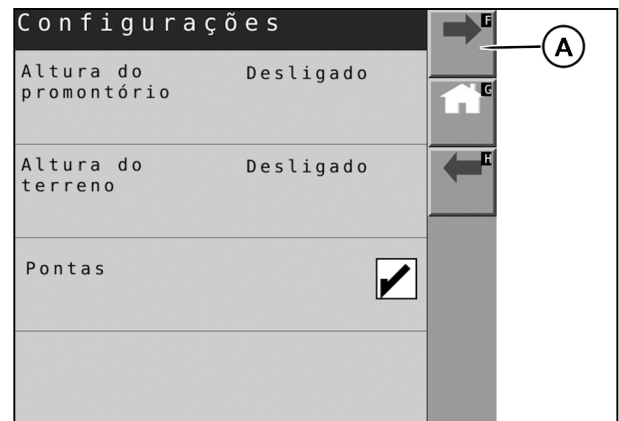 Configurações
Altura do
promontório
Desligado
Altura do
terreno
Desligado
Pontas
F
G
H
A